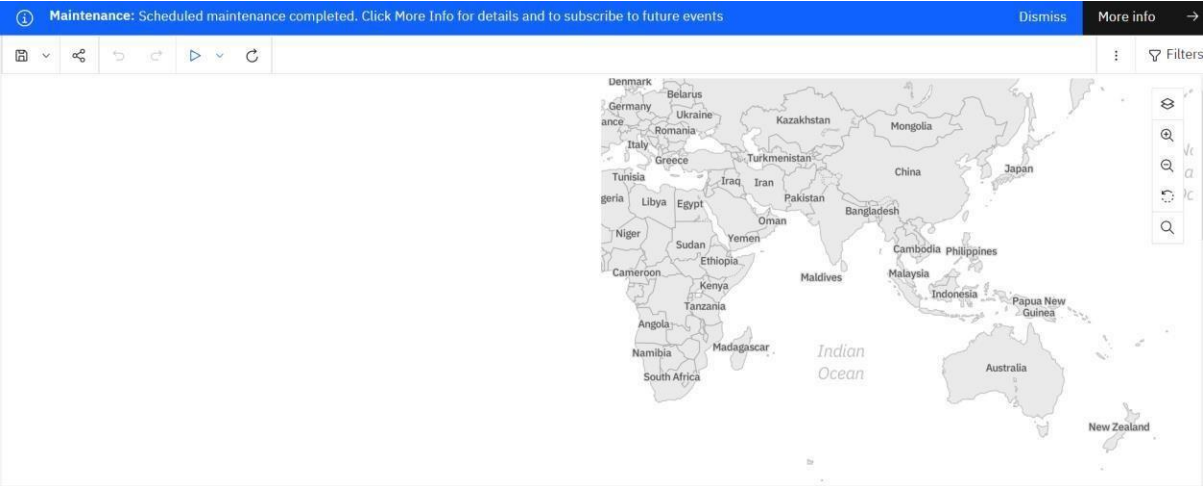 Maintenance: Scheduled maintenance completed. Click More Info for details and to subscribe to future events
Dismiss
More info
Filters
Denmark
Belarus
Germany
Ukraine
ance
Romania
Kazakhstan
Mongolia
Italy
Greece
Turkmenistan
China
Japan
Tunisia
Iraq
Iran
geria
Libya
Egypt
Pakistan
Bangladesh
Oman
Niger
Sudan
Yemen
Cambodia
Philippines
Ethiopia
Cameroon
Maldives
Malaysia
Kenya
Indonesia
Tanzania
Papua New
Guinea
Angola
Namibia
Madagascar
Indian
Ocean
Australia
South Africa
New Zealand